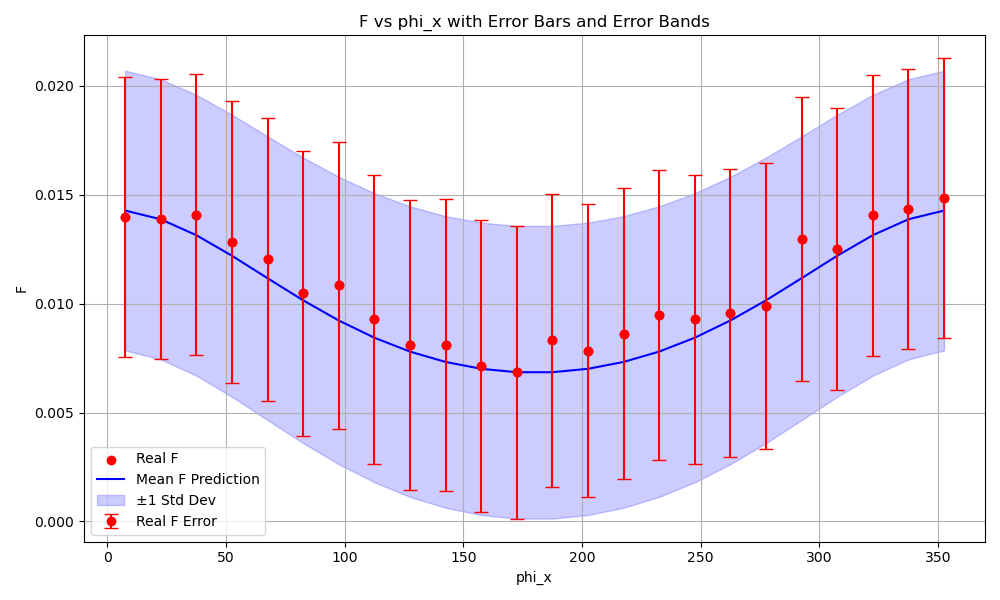 F vs phi_x with Error Bars and Error Bands
F
0.020
0.015
0.010
0.005
0.000
Real F
Mean F Prediction
±1 Std Dev
Real F Error
0 50 100 150 200 250 300 350
phi_x